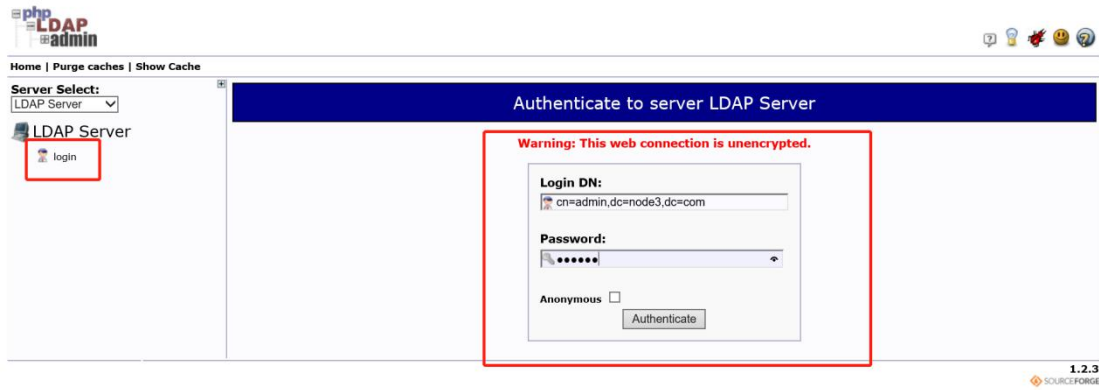 php
LDAP
admin
Home | Purge caches | Show Cache
Server Select:
LDAP Server
LDAP Server
login
Authenticate to server LDAP Server
Warning: This web connection is unencrypted.
Login DN:
cn=admin,dc=node3,dc=com
Password:
••••••
Anonymous
Authenticate
1.2.3
SOURCEFORGE